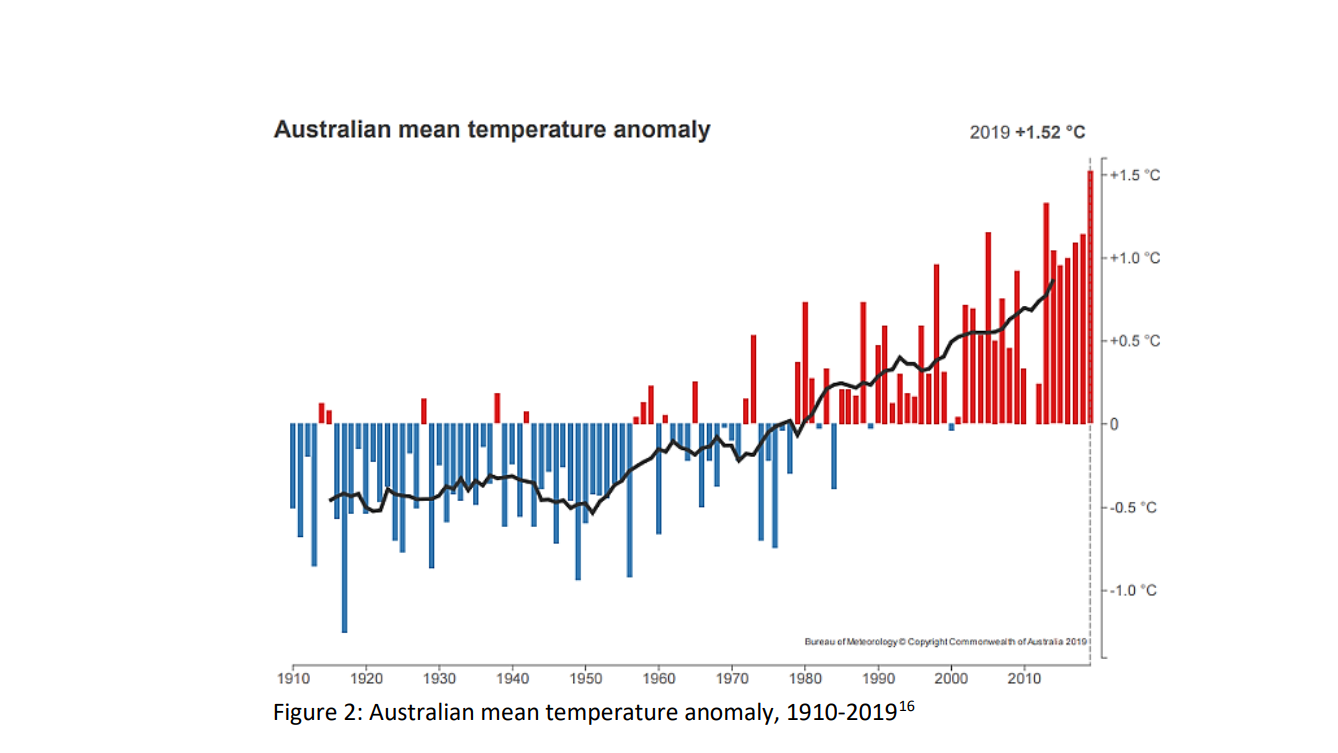 Australian mean temperature anomaly
2019 +1.52 °C
+1.5 °C
+1.0 °C
+0.5 °C
0
-0.5 °C
-1.0 °C
Bureau of Meteorology © Copyright Commonwealth of Australia 2019
1910 1920 1930 1940 1950 1960 1970 1980 1990 2000 2010
Figure 2: Australian mean temperature anomaly, 1910-2019¹⁶